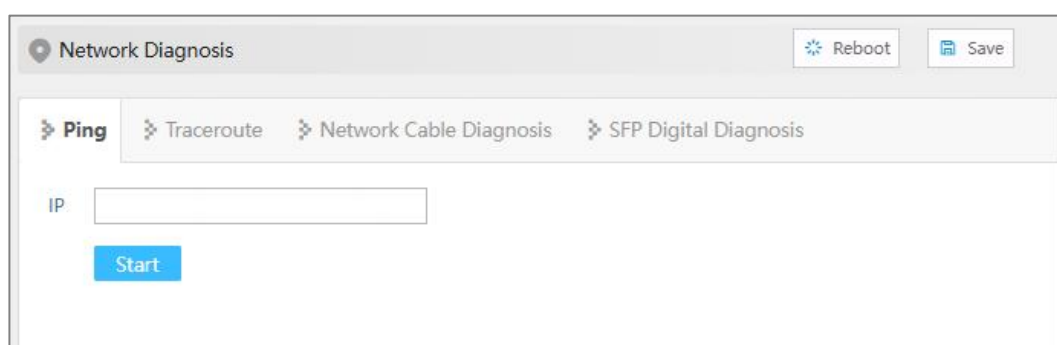 Network Diagnosis Reboot Save
Ping Traceroute Network Cable Diagnosis SFP Digital Diagnosis
IP
Start